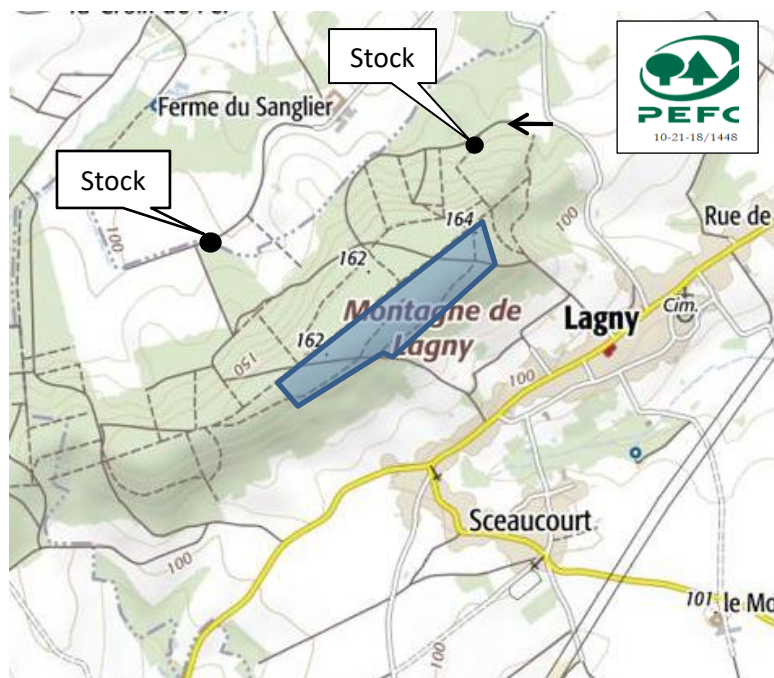 Stock
PEFC
10-21-18/1448
Ferme du Sanglier
Stock
100
100
164
Rue de
162
Montagne de
Lagny
Lagny
Cim.
162
150
100
100
Sceaucourt
101
le Mo
100